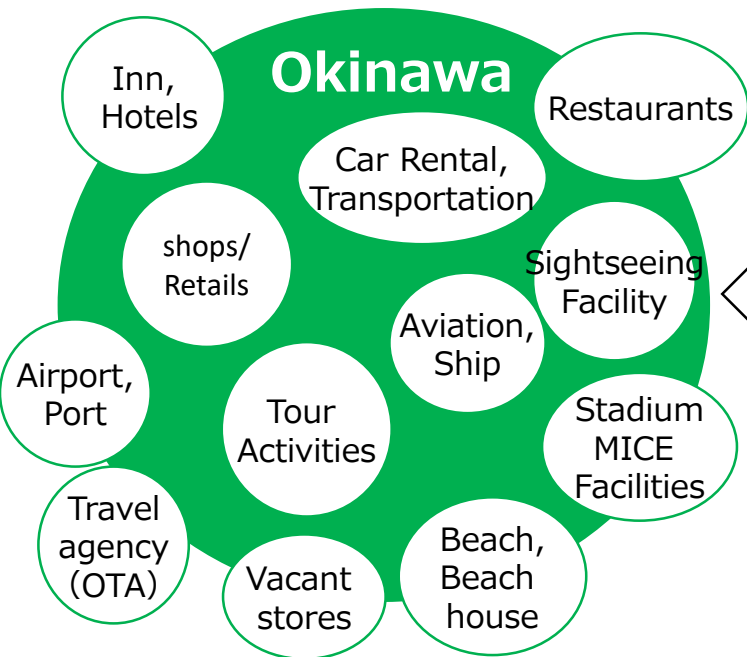 Okinawa
Inn,
Hotels
Restaurants
Car Rental,
Transportation
shops/
Retails
Sightseeing
Facility
Aviation,
Ship
Airport,
Port
Tour
Activities
Stadium
MICE
Facilities
Travel
agency
（OTA）
Vacant
stores
Beach,
Beach
house